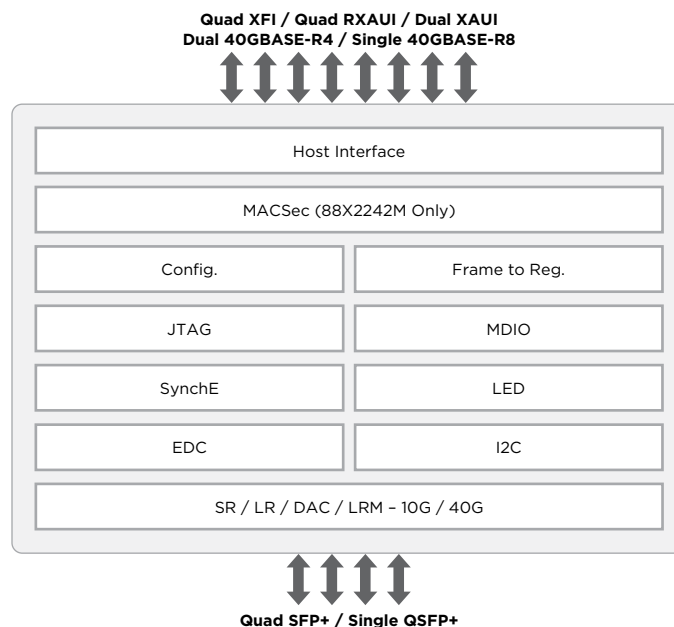 Quad XFI / Quad RXAUI / Dual XAUI
Dual 40GBASE-R4 / Single 40GBASE-R8
Host Interface
MACSec (88X2242M Only)
Config.
Frame to Reg.
JTAG
MDIO
SynchE
LED
EDC
I2C
SR / LR / DAC / LRM – 10G / 40G
Quad SFP+ / Single QSFP+